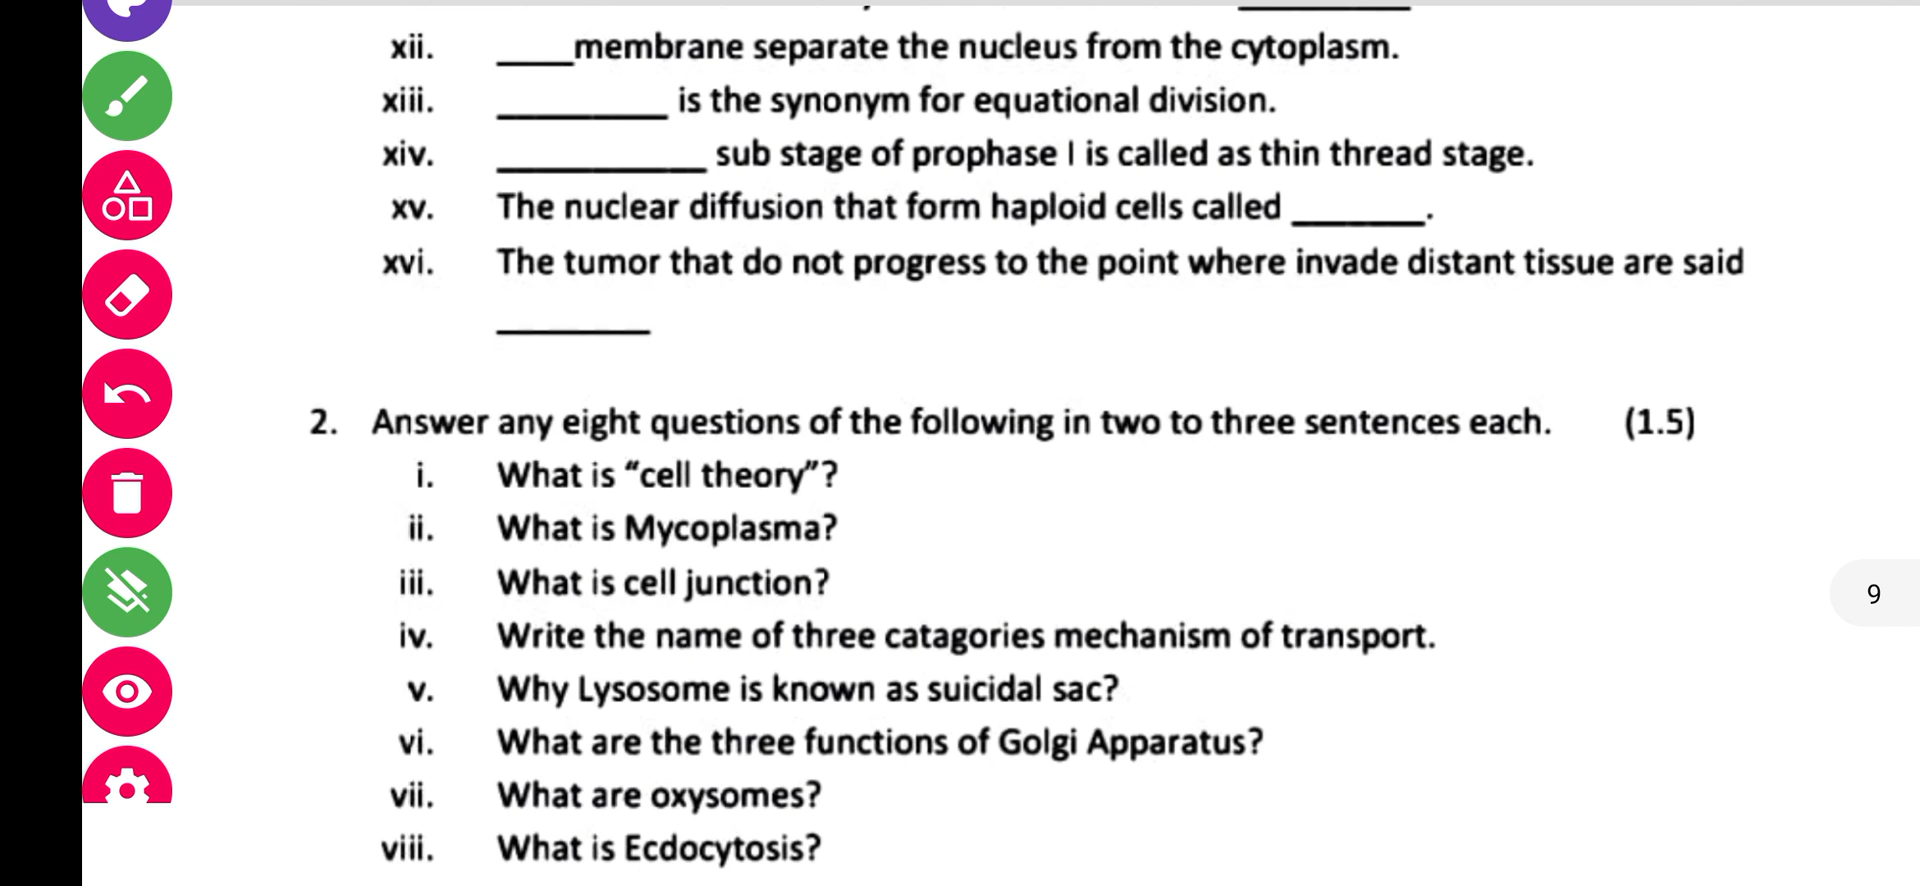 xii. ____membrane separate the nucleus from the cytoplasm.
xiii. _________ is the synonym for equational division.
xiv. ___________ sub stage of prophase I is called as thin thread stage.
xv. The nuclear diffusion that form haploid cells called _______.
xvi. The tumor that do not progress to the point where invade distant tissue are said
________
2. Answer any eight questions of the following in two to three sentences each. (1.5)
i. What is “cell theory”?
ii. What is Mycoplasma?
iii. What is cell junction?
9
iv. Write the name of three catagories mechanism of transport.
v. Why Lysosome is known as suicidal sac?
vi. What are the three functions of Golgi Apparatus?
vii. What are oxysomes?
viii. What is Ecdocytosis?